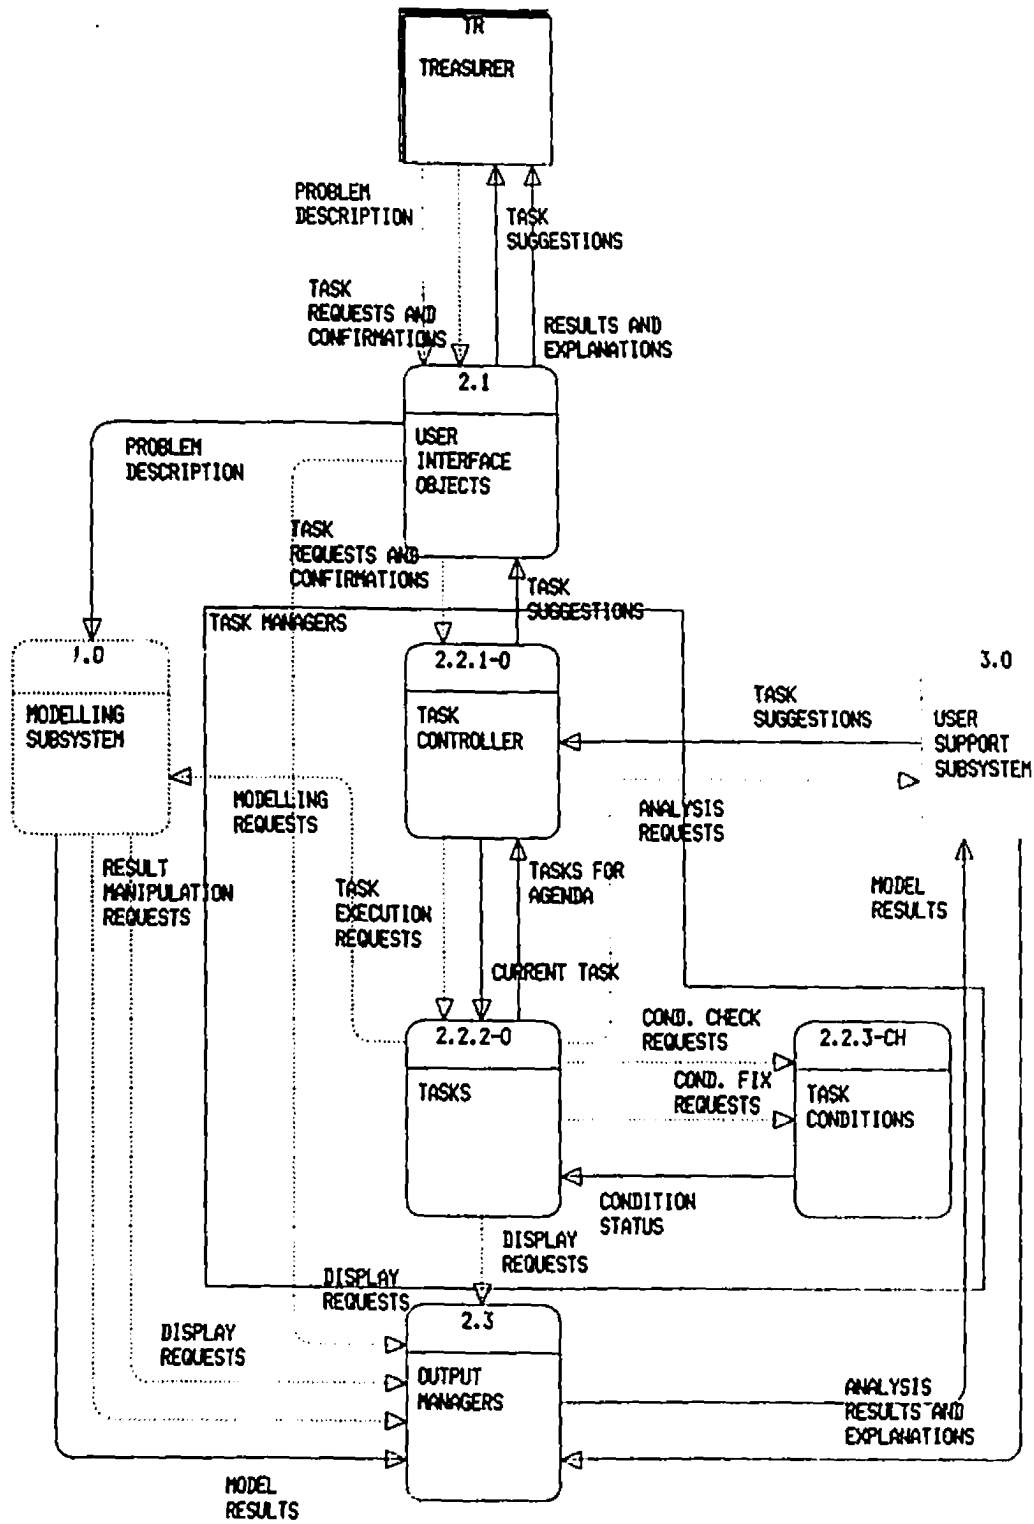 TR
TREASURER
PROBLEM
DESCRIPTION
TASK
SUGGESTIONS
TASK
REQUESTS AND
CONFIRMATIONS
RESULTS AND
EXPLANATIONS
2.1
USER
INTERFACE
OBJECTS
PROBLEM
DESCRIPTION
TASK
REQUESTS AND
CONFIRMATIONS
TASK
SUGGESTIONS
TASK MANAGERS
1.0
MODELLING
SUBSYSTEM
2.2.1-O
TASK
CONTROLLER
TASK
SUGGESTIONS
3.0
USER
SUPPORT
SUBSYSTEM
MODELLING
REQUESTS
ANALYSIS
REQUESTS
RESULT
MANIPULATION
REQUESTS
TASK
EXECUTION
REQUESTS
TASKS FOR
AGENDA
MODEL
RESULTS
CURRENT TASK
2.2.2-O
TASKS
COND. CHECK
REQUESTS
COND. FIX
REQUESTS
2.2.3-CH
TASK
CONDITIONS
CONDITION
STATUS
DISPLAY
REQUESTS
DISPLAY
REQUESTS
2.3
OUTPUT
MANAGERS
DISPLAY
REQUESTS
ANALYSIS
RESULTS AND
EXPLANATIONS
MODEL
RESULTS